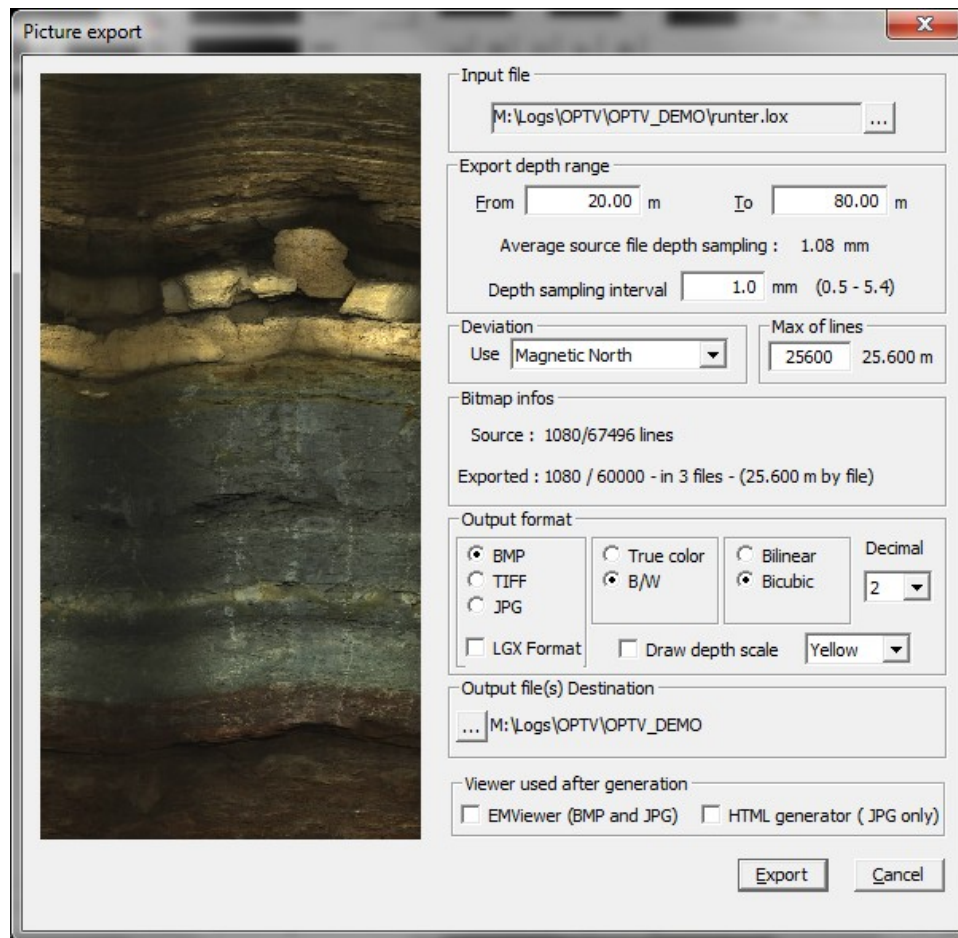 Picture export
Input file
M:\Logs\OPTV\OPTV_DEMO\runter.lox ...
Export depth range
From 20.00 m To 80.00 m
Average source file depth sampling : 1.08 mm
Depth sampling interval 1.0 mm (0.5 - 5.4)
Deviation
Use Magnetic North
Max of lines
25600 25.600 m
Bitmap infos
Source : 1080/67496 lines
Exported : 1080 / 60000 - in 3 files - (25.600 m by file)
Output format
BMP
TIFF
JPG
LGX Format
True color
B/W
Bilinear
Bicubic
Decimal
2
Draw depth scale Yellow
Output file(s) Destination
... M:\Logs\OPTV\OPTV_DEMO
Viewer used after generation
EMViewer (BMP and JPG) HTML generator ( JPG only)
Export Cancel